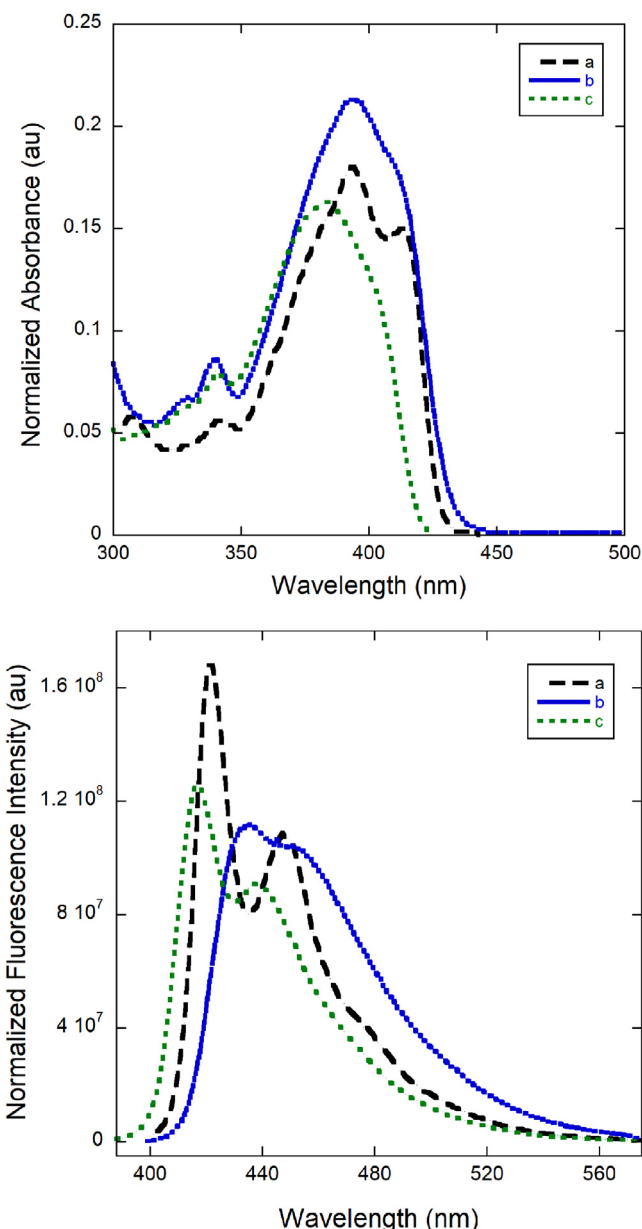 0.25
0.2
0.15
0.1
0.05
0
Normalized Absorbance (au)
a
b
c
300
350
400
450
500
Wavelength (nm)
1.6 10⁸
1.2 10⁸
8 10⁷
4 10⁷
0
Normalized Fluorescence Intensity (au)
a
b
c
400
440
480
520
560
Wavelength (nm)